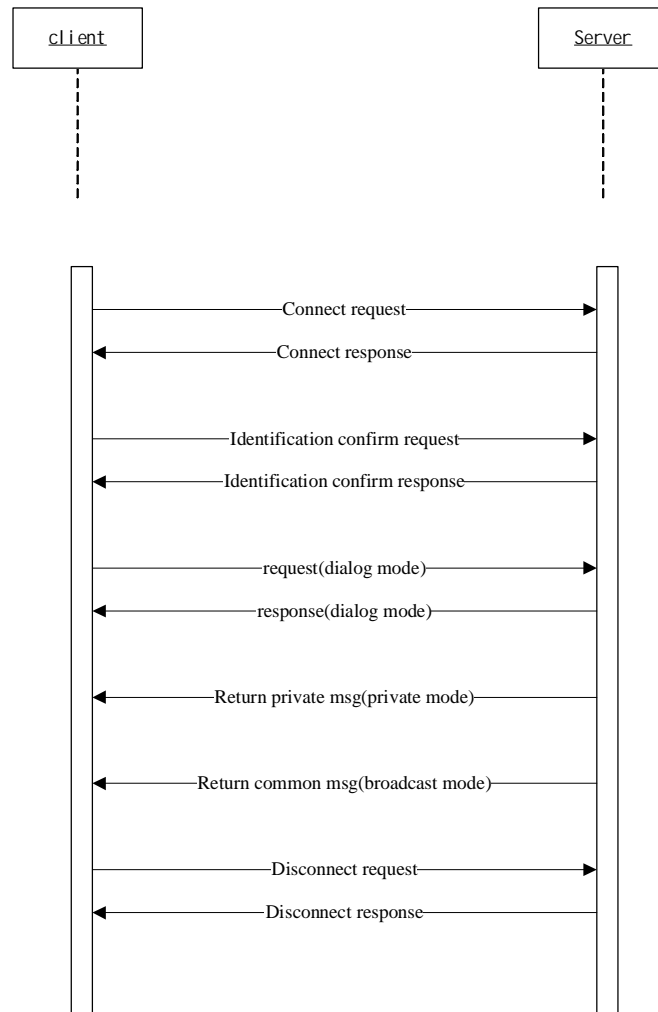 client
Server
Connect request
Connect response
Identification confirm request
Identification confirm response
request(dialog mode)
response(dialog mode)
Return private msg(private mode)
Return common msg(broadcast mode)
Disconnect request
Disconnect response